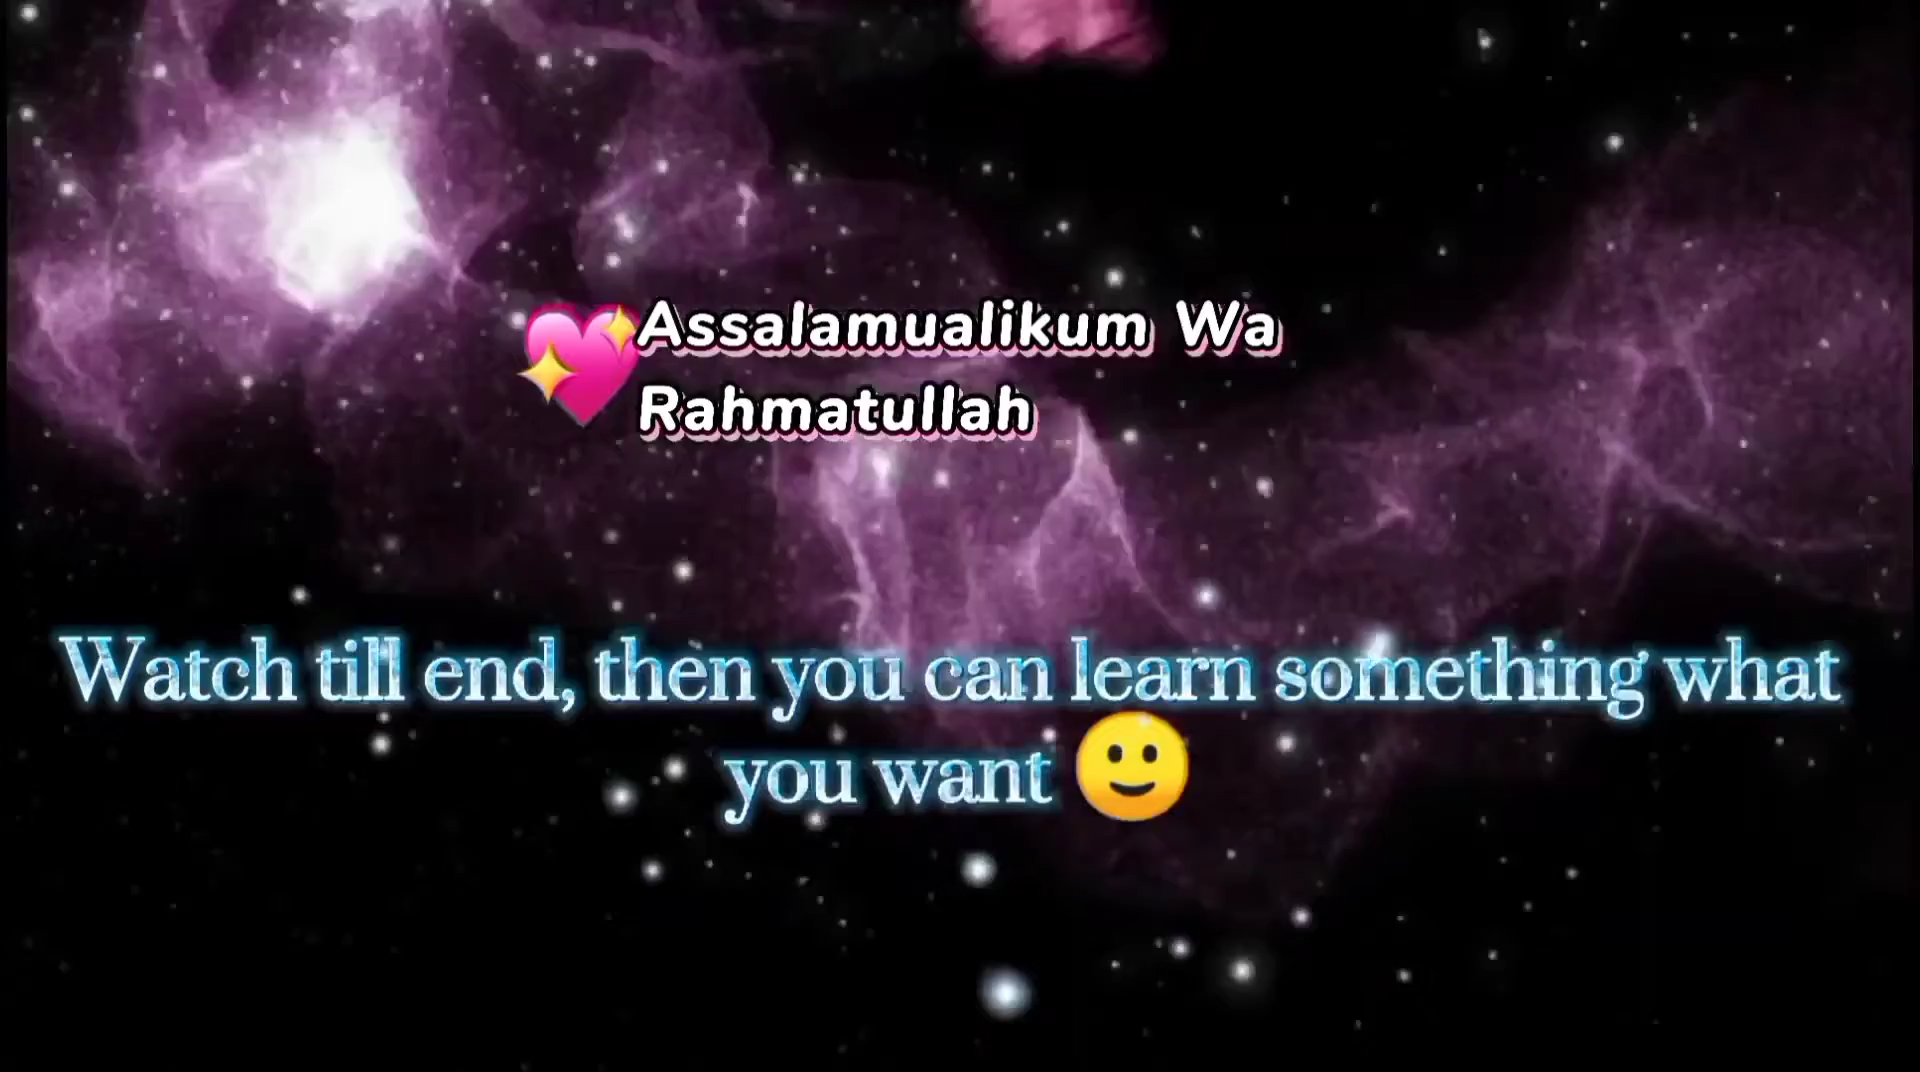 💖Assalamualikum Wa
Rahmatullah
Watch till end, then you can learn something what
you want 🙂